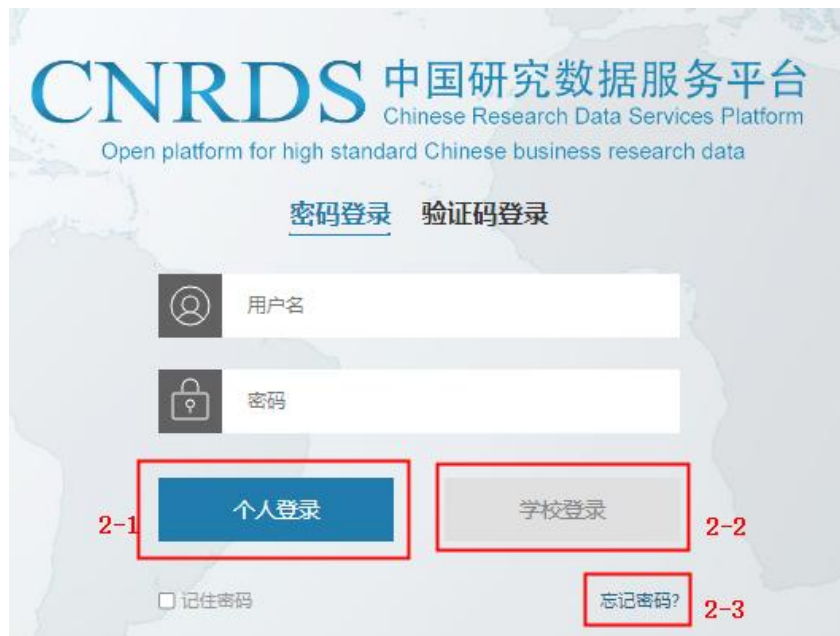 CNRDS 中国研究数据服务平台
Chinese Research Data Services Platform
Open platform for high standard Chinese business research data
密码登录 验证码登录
用户名
密码
2-1 个人登录 学校登录 2-2
记住密码 忘记密码? 2-3